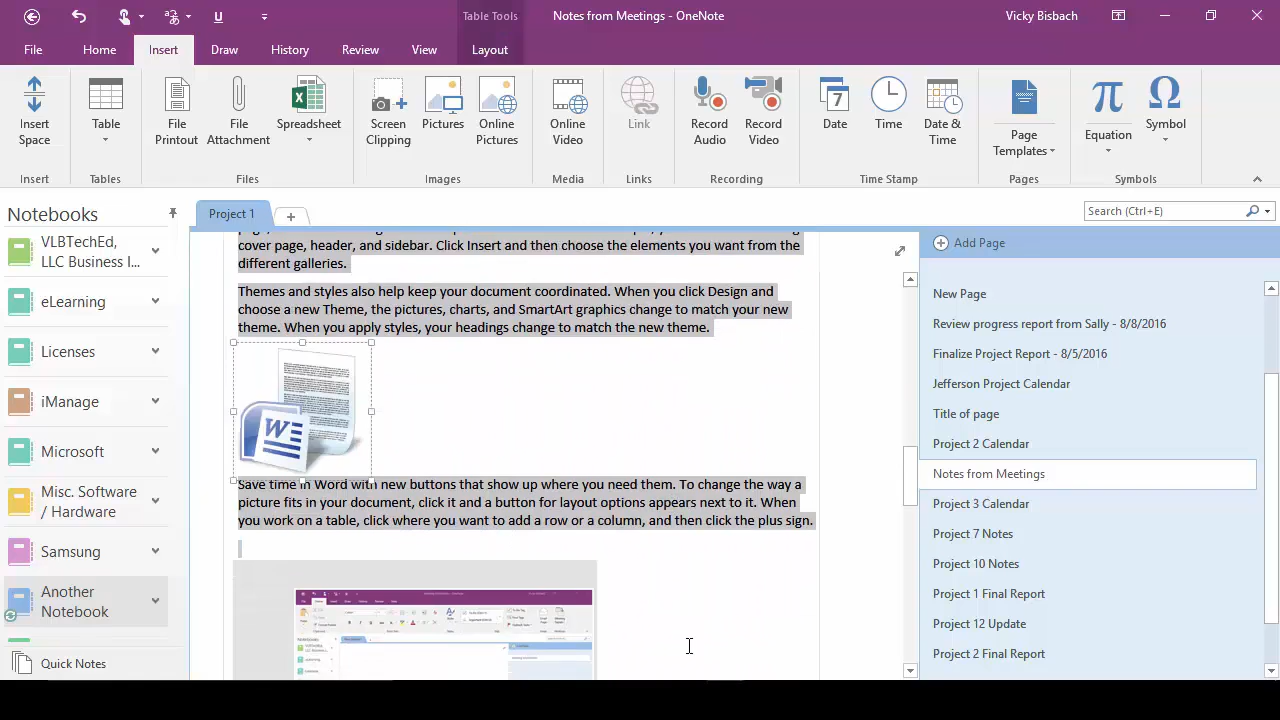 Table Tools
Notes from Meetings - OneNote
Vicky Bisbach
File
Home
Insert
Draw
History
Review
View
Layout
Insert
Space
Table
File
Printout
File
Attachment
Spreadsheet
Screen
Clipping
Pictures
Online
Pictures
Online
Video
Link
Record
Audio
Record
Video
Date
Time
Date &
Time
Page
Templates
Equation
Symbol
Insert
Tables
Files
Images
Media
Links
Recording
Time Stamp
Pages
Symbols
Notebooks
VLBTechEd,
LLC Business I...
eLearning
Licenses
iManage
Microsoft
Misc. Software
/ Hardware
Samsung
Another
Notebook
Quick Notes
Project 1
Search (Ctrl+E)
cover page, header, and sidebar. Click Insert and then choose the elements you want from the
different galleries.
Themes and styles also help keep your document coordinated. When you click Design and
choose a new Theme, the pictures, charts, and SmartArt graphics change to match your new
theme. When you apply styles, your headings change to match the new theme.
W
Save time in Word with new buttons that show up where you need them. To change the way a
picture fits in your document, click it and a button for layout options appears next to it. When
you work on a table, click where you want to add a row or a column, and then click the plus sign.
Add Page
New Page
Review progress report from Sally - 8/8/2016
Finalize Project Report - 8/5/2016
Jefferson Project Calendar
Title of page
Project 2 Calendar
Notes from Meetings
Project 3 Calendar
Project 7 Notes
Project 10 Notes
Project 1 Final Report
Project 12 Update
Project 2 Final Report